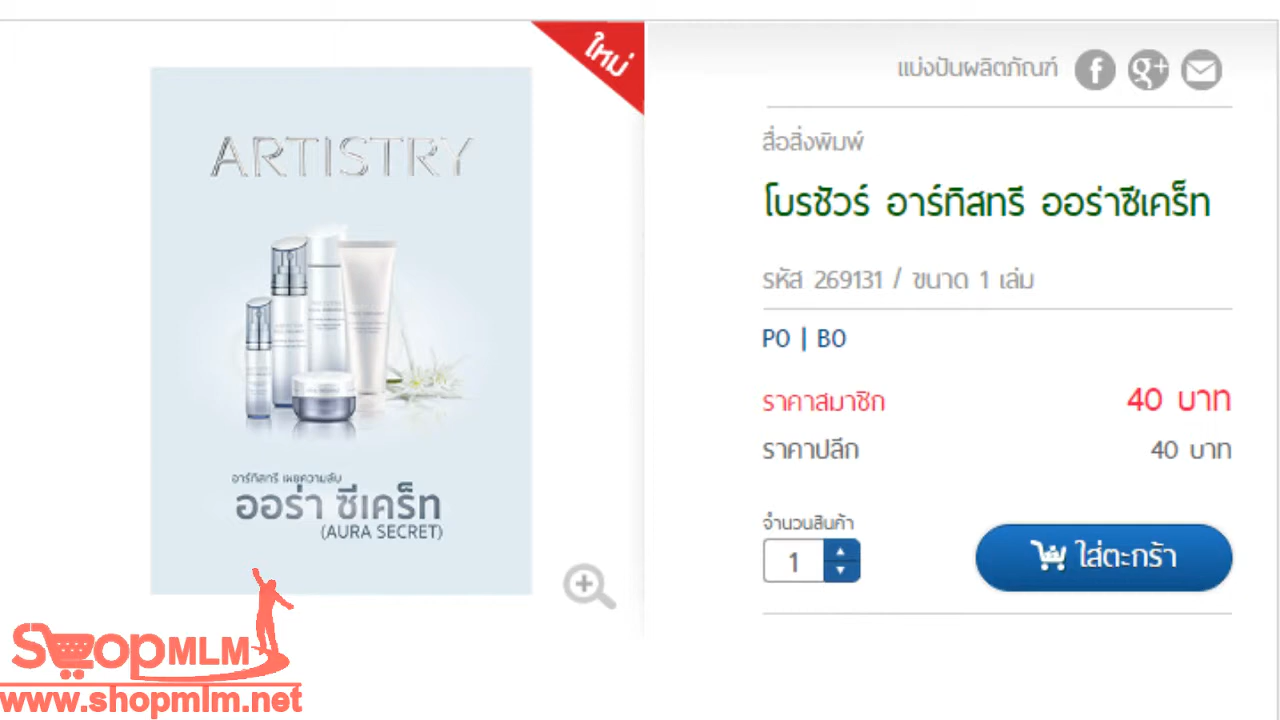 ใหม่
ARTISTRY
อาร์ทิสทรี เผยความลับ
ออร่า ซีเคร็ท
(AURA SECRET)
แบ่งปันผลิตภัณฑ์
f g+
สื่อสิ่งพิมพ์
โบรชัวร์ อาร์ทิสทรี ออร่าซีเคร็ท
รหัส 269131 / ขนาด 1 เล่ม
PO | BO
ราคาสมาชิก 40 บาท
ราคาปลีก 40 บาท
จำนวนสินค้า
1
ใส่ตะกร้า
ShopMLM
www.shopmlm.net